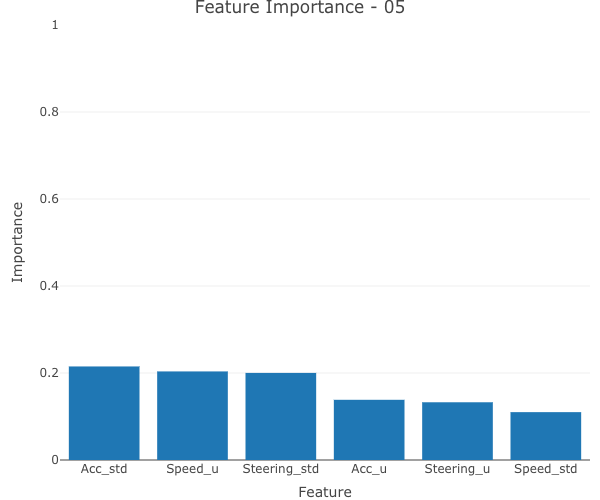 Feature Importance - 05
1
0.8
0.6
0.4
0.2
0
Importance
Acc_std Speed_u Steering_std Acc_u Steering_u Speed_std
Feature